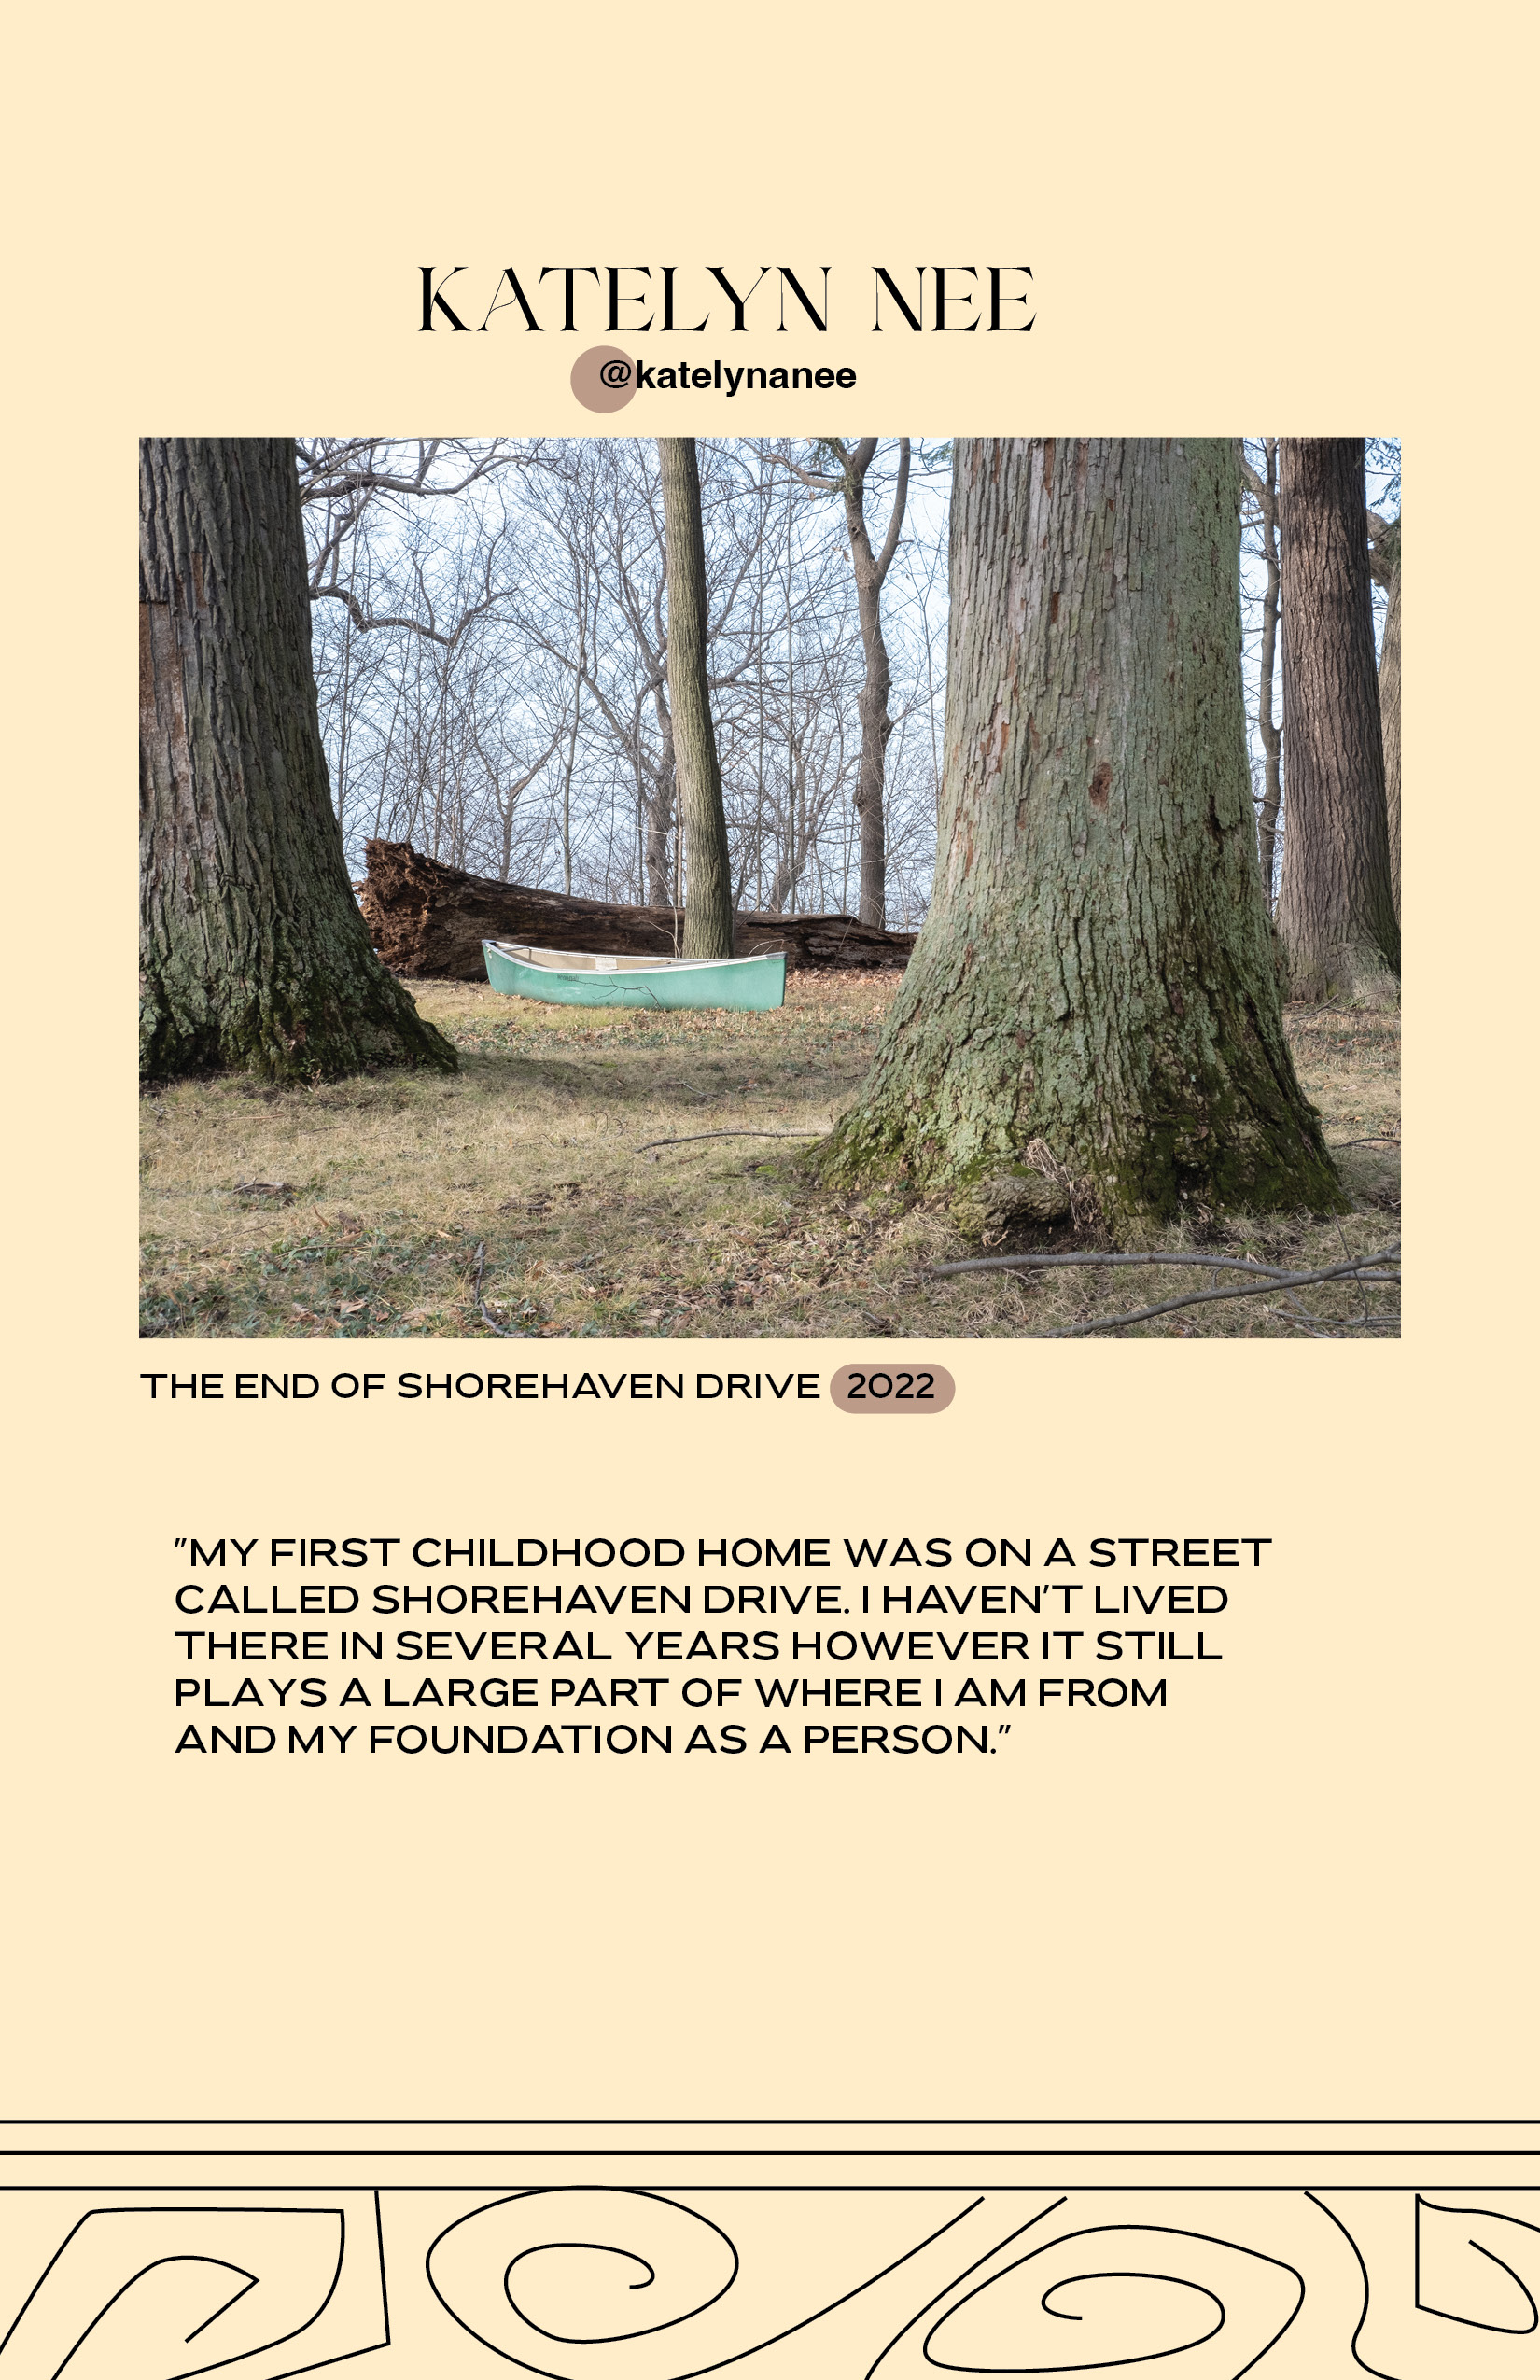 KATELYN NEE
@katelynanee
THE END OF SHOREHAVEN DRIVE 2022
"MY FIRST CHILDHOOD HOME WAS ON A STREET
CALLED SHOREHAVEN DRIVE. I HAVEN'T LIVED
THERE IN SEVERAL YEARS HOWEVER IT STILL
PLAYS A LARGE PART OF WHERE I AM FROM
AND MY FOUNDATION AS A PERSON."